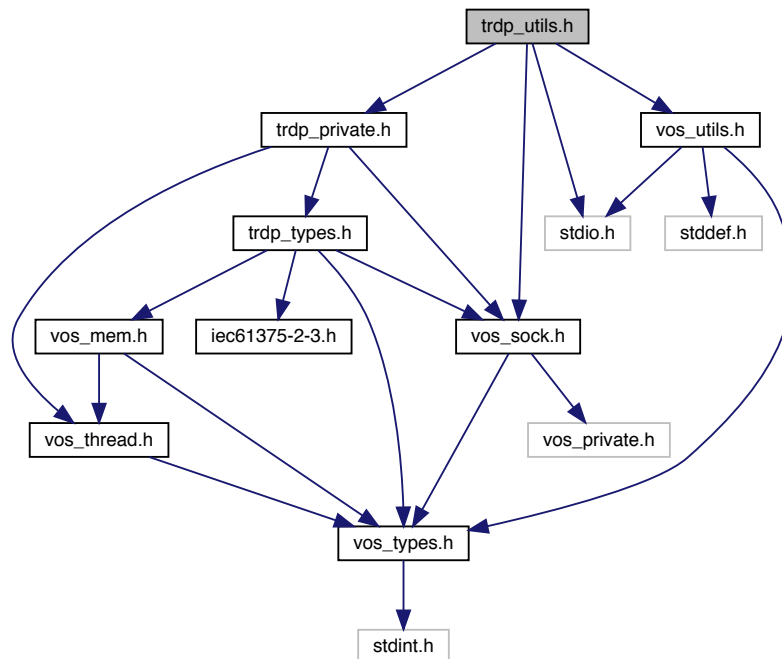 trdp_utils.h
trdp_private.h
vos_utils.h
trdp_types.h
stdio.h
stddef.h
vos_mem.h
iec61375-2-3.h
vos_sock.h
vos_thread.h
vos_private.h
vos_types.h
stdint.h